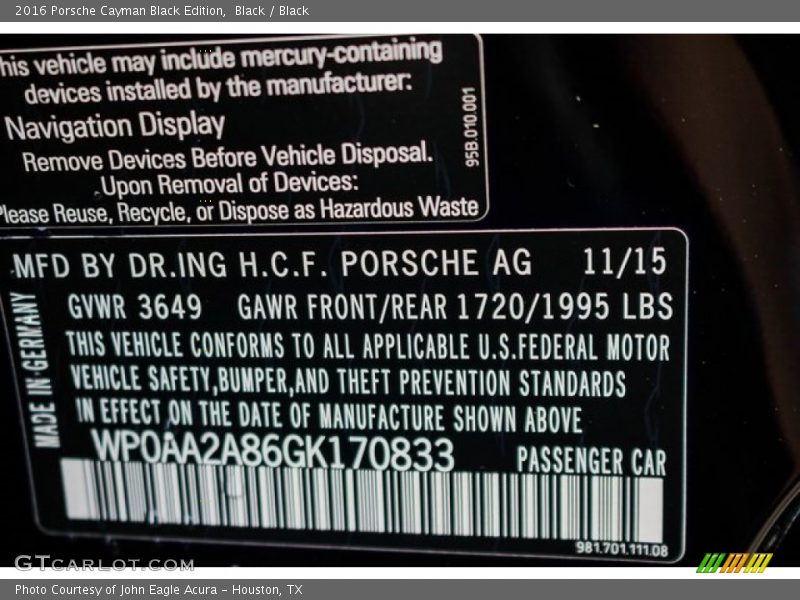 2016 Porsche Cayman Black Edition,  Black / Black
his vehicle may include mercury-containing
devices installed by the manufacturer:
Navigation Display
Remove Devices Before Vehicle Disposal.
Upon Removal of Devices:
Please Reuse, Recycle, or Dispose as Hazardous Waste
95B.010.001
MFD BY DR.ING H.C.F. PORSCHE AG 11/15
GVWR 3649 GAWR FRONT/REAR 1720/1995 LBS
THIS VEHICLE CONFORMS TO ALL APPLICABLE U.S.FEDERAL MOTOR
VEHICLE SAFETY,BUMPER,AND THEFT PREVENTION STANDARDS
IN EFFECT ON THE DATE OF MANUFACTURE SHOWN ABOVE
MADE IN GERMANY
WP0AA2A86GK170833
PASSENGER CAR
981.701.111.08
GTCARLOT.COM
Photo Courtesy of John Eagle Acura - Houston, TX